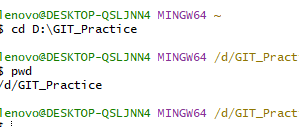 lenovo@DESKTOP-QSLJNN4 MINGW64 ~
$ cd D:\GIT_Practice
lenovo@DESKTOP-QSLJNN4 MINGW64 /d/GIT_Pract
$ pwd
/d/GIT_Practice
lenovo@DESKTOP-QSLJNN4 MINGW64 /d/GIT_Pract
$